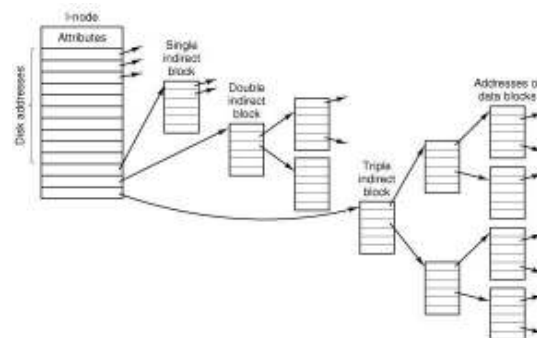 I-node
Attributes
Disk addresses
Single
indirect
block
Double
indirect
block
Triple
indirect
block
Addresses of
data blocks